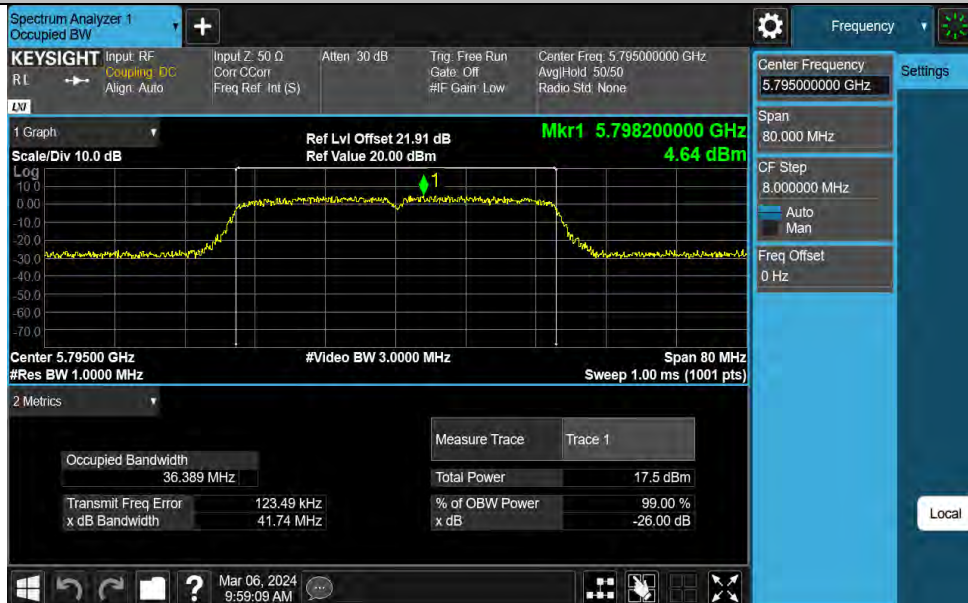 Spectrum Analyzer 1
Occupied BW
+
Frequency
KEYSIGHT
Input: RF
Coupling: DC
Align: Auto
Input Z: 50 Ω
Corr CCorr
Freq Ref: Int (S)
Atten: 30 dB
Trig: Free Run
Gate: Off
#IF Gain: Low
Center Freq: 5.795000000 GHz
Avg|Hold: 50/50
Radio Std: None
LXI
Center Frequency
5.795000000 GHz
Settings
Span
80.000 MHz
CF Step
8.000000 MHz
Auto
Man
Freq Offset
0 Hz
1 Graph
Scale/Div 10.0 dB
Ref Lvl Offset 21.91 dB
Ref Value 20.00 dBm
Mkr1 5.798200000 GHz
4.64 dBm
Log
10.0
0.00
-10.0
-20.0
-30.0
-40.0
-50.0
-60.0
-70.0
1
Center 5.79500 GHz
#Res BW 1.0000 MHz
#Video BW 3.0000 MHz
Span 80 MHz
Sweep 1.00 ms (1001 pts)
2 Metrics
Measure Trace Trace 1
Occupied Bandwidth
36.389 MHz
Total Power 17.5 dBm
Transmit Freq Error 123.49 kHz
% of OBW Power 99.00 %
x dB Bandwidth 41.74 MHz
x dB -26.00 dB
Local
?
Mar 06, 2024
9:59:09 AM